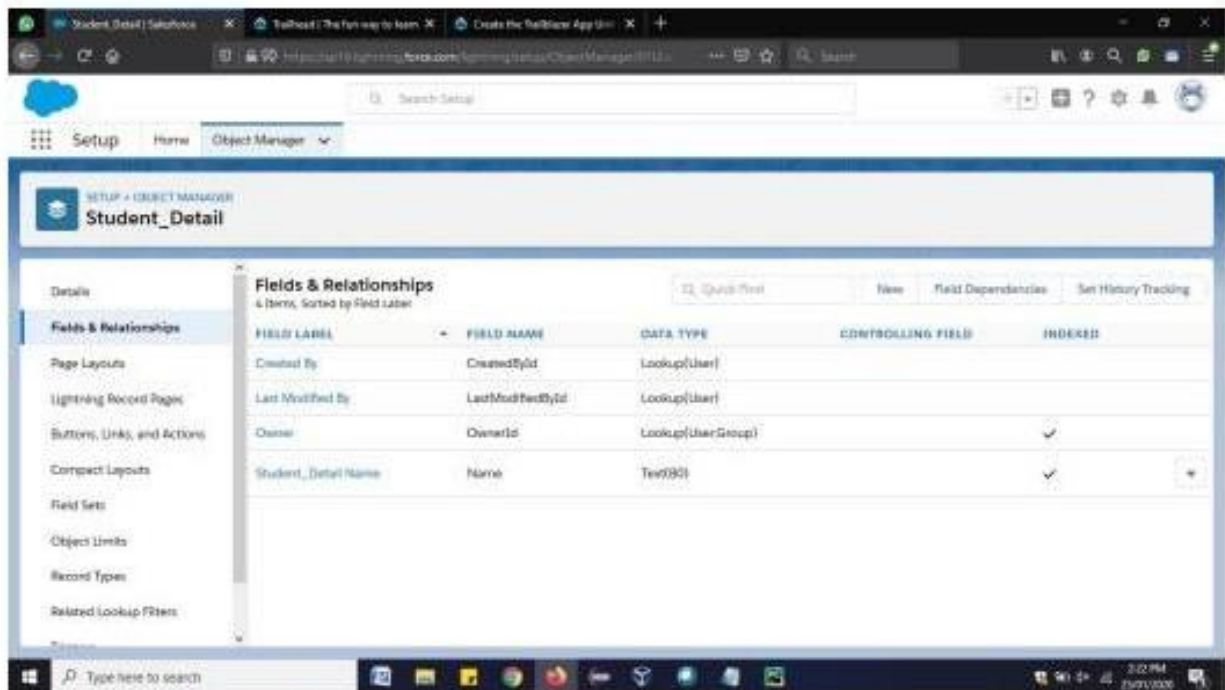 Student_Detail | Salesforce
Trailhead | The fun way to learn
Create the Trailblazer App
Search
Search Setup
Setup
Home
Object Manager
SETUP > OBJECT MANAGER
Student_Detail
Details
Fields & Relationships
Page Layouts
Lightning Record Pages
Buttons, Links, and Actions
Compact Layouts
Field Sets
Object Limits
Record Types
Related Lookup Filters
Fields & Relationships
4 Items, Sorted by Field Label
Quick Find
New
Field Dependencies
Set History Tracking
FIELD LABEL FIELD NAME DATA TYPE CONTROLLING FIELD INDEXED
Created By CreatedById Lookup(User)
Last Modified By LastModifiedById Lookup(User)
Owner OwnerId Lookup(User,Group)
Student_Detail Name Name Text(80)
Type here to search
2:22 PM